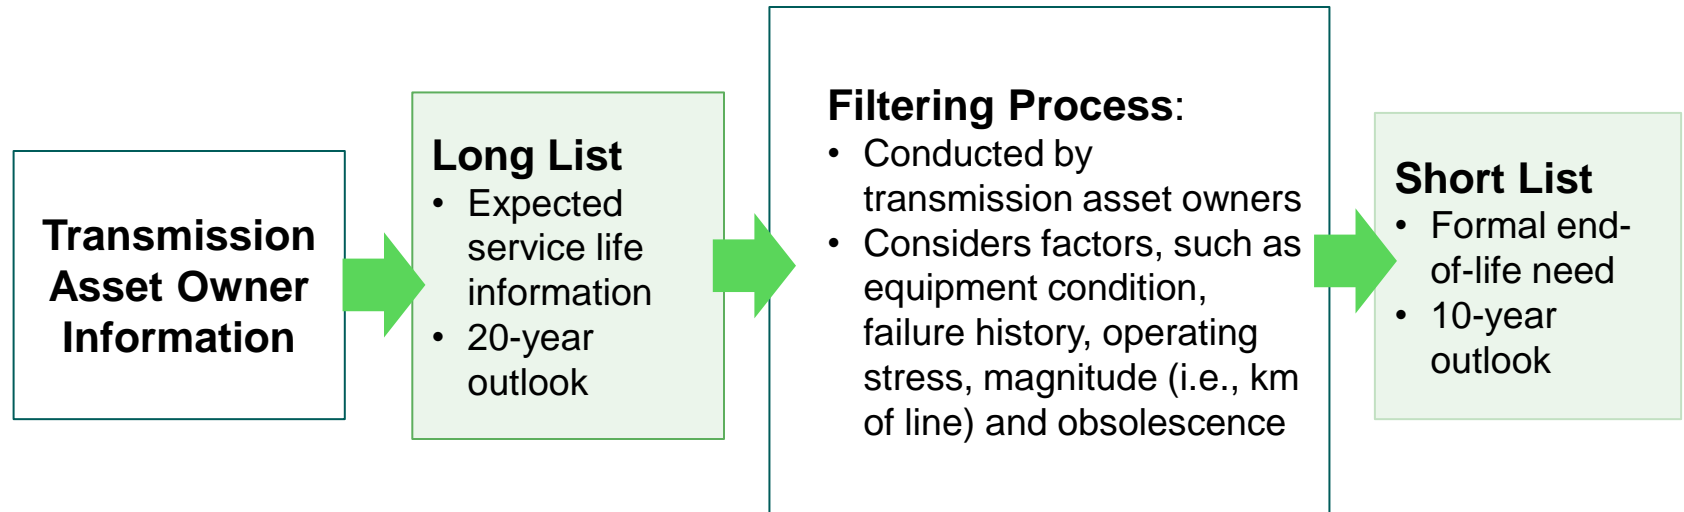 Transmission
Asset Owner
Information
Long List
• Expected
service life
information
• 20-year
outlook
Filtering Process:
• Conducted by
transmission asset owners
• Considers factors, such as
equipment condition,
failure history, operating
stress, magnitude (i.e., km
of line) and obsolescence
Short List
• Formal end-
of-life need
• 10-year
outlook